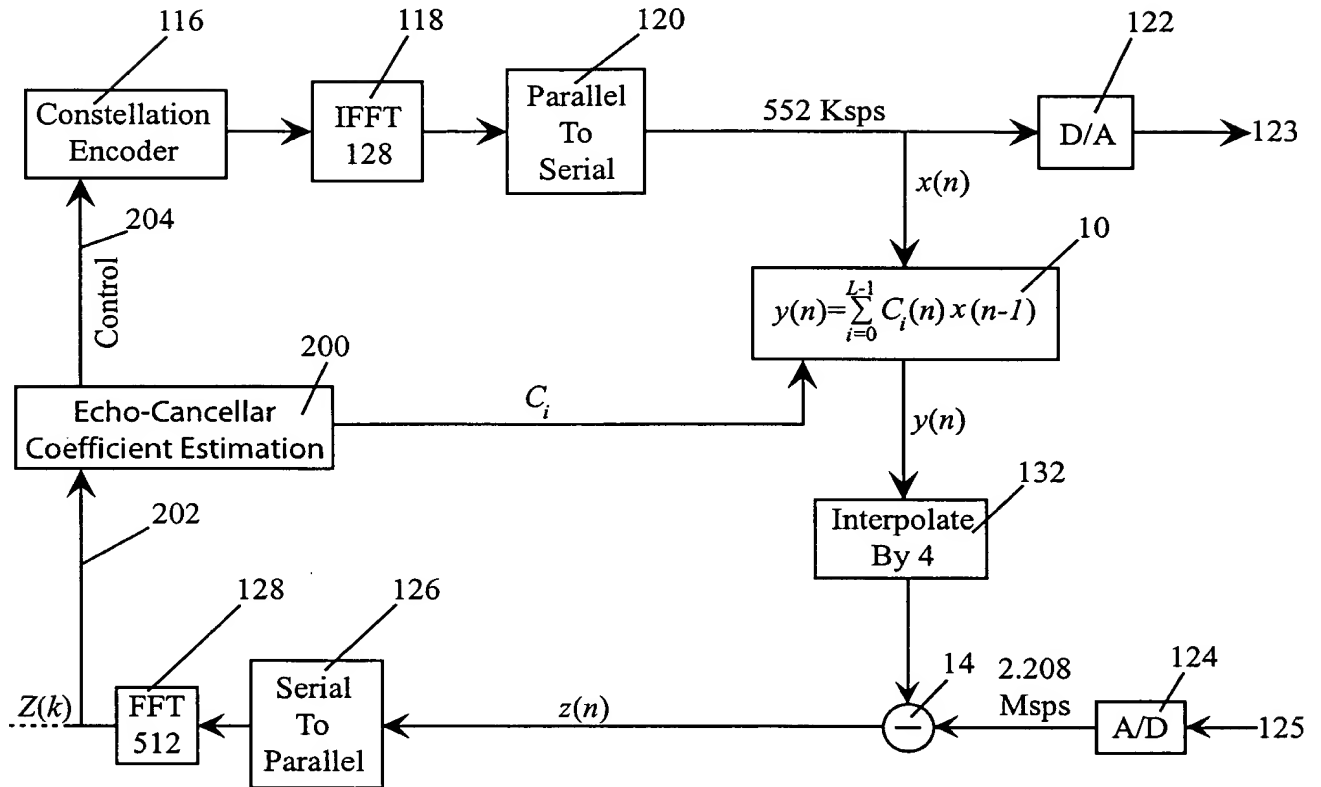 116
118
120
122
Constellation
Encoder
IFFT
128
Parallel
To
Serial
552 Ksps
D/A
123
x(n)
204
Control
10
y(n)=∑ L-1 i=0 Cᵢ(n) x(n-1)
200
Echo-Cancellar
Coefficient Estimation
Cᵢ
y(n)
202
132
Interpolate
By 4
128
126
14
2.208
Msps
124
Z(k)
FFT
512
Serial
To
Parallel
z(n)
−
A/D
125